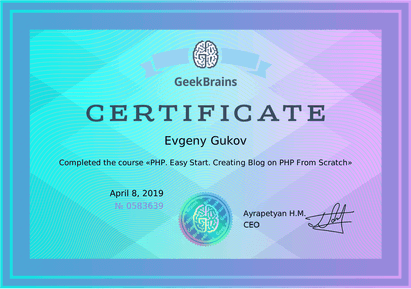 GeekBrains
CERTIFICATE
Evgeny Gukov
Completed the course «PHP. Easy Start. Creating Blog on PHP From Scratch»
April 8, 2019
№ 0583639
Ayrapetyan H.M.
CEO